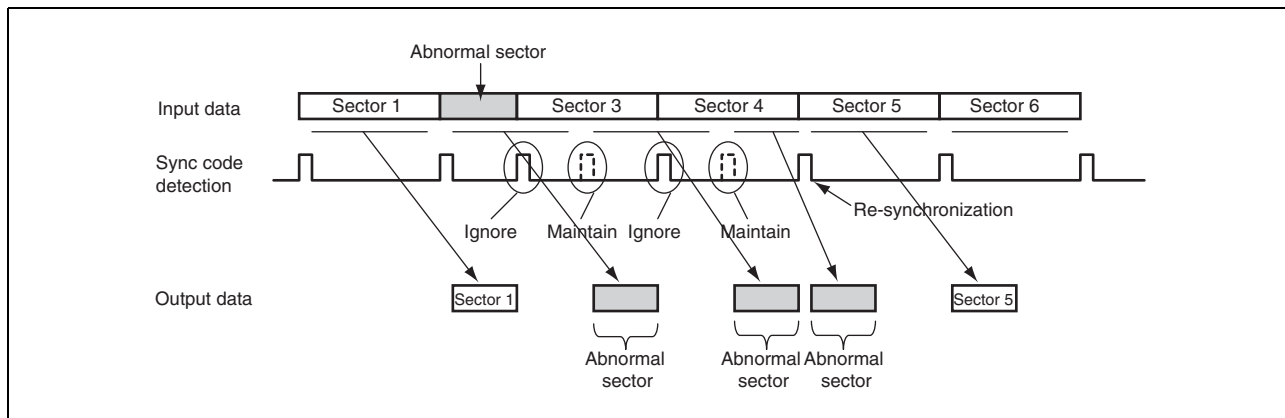 Abnormal sector
Input data
Sector 1
Sector 3
Sector 4
Sector 5
Sector 6
Sync code
detection
Re-synchronization
Ignore
Maintain
Ignore
Maintain
Output data
Sector 1
Sector 5
Abnormal
sector
Abnormal
sector
Abnormal
sector